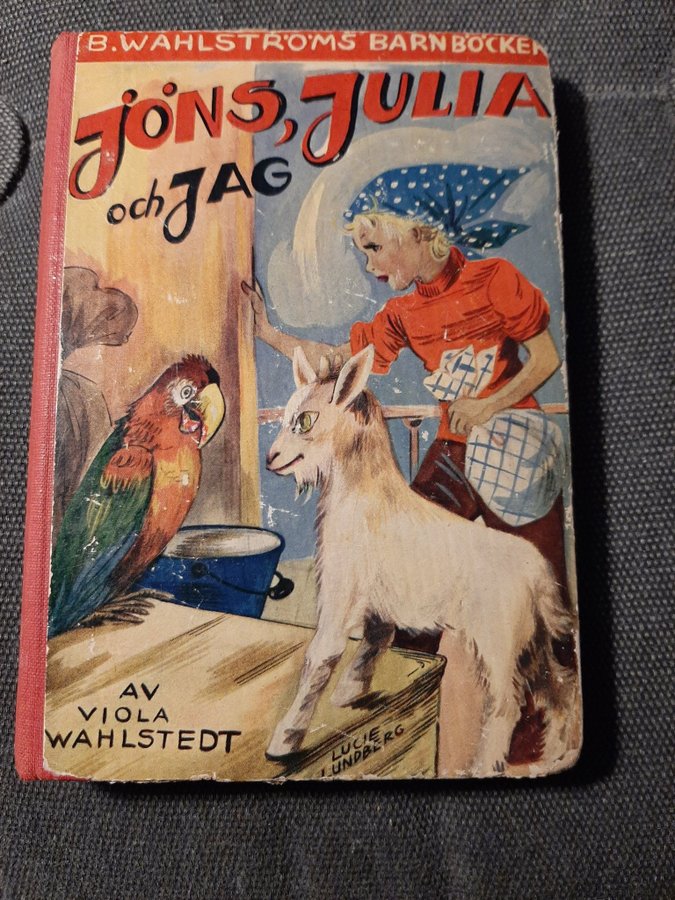 B. WAHLSTRÖMS BARNBÖCKER
JÖNS, JULIA
och JAG
AV
VIOLA
WAHLSTEDT
LUCIE
LUNDBERG